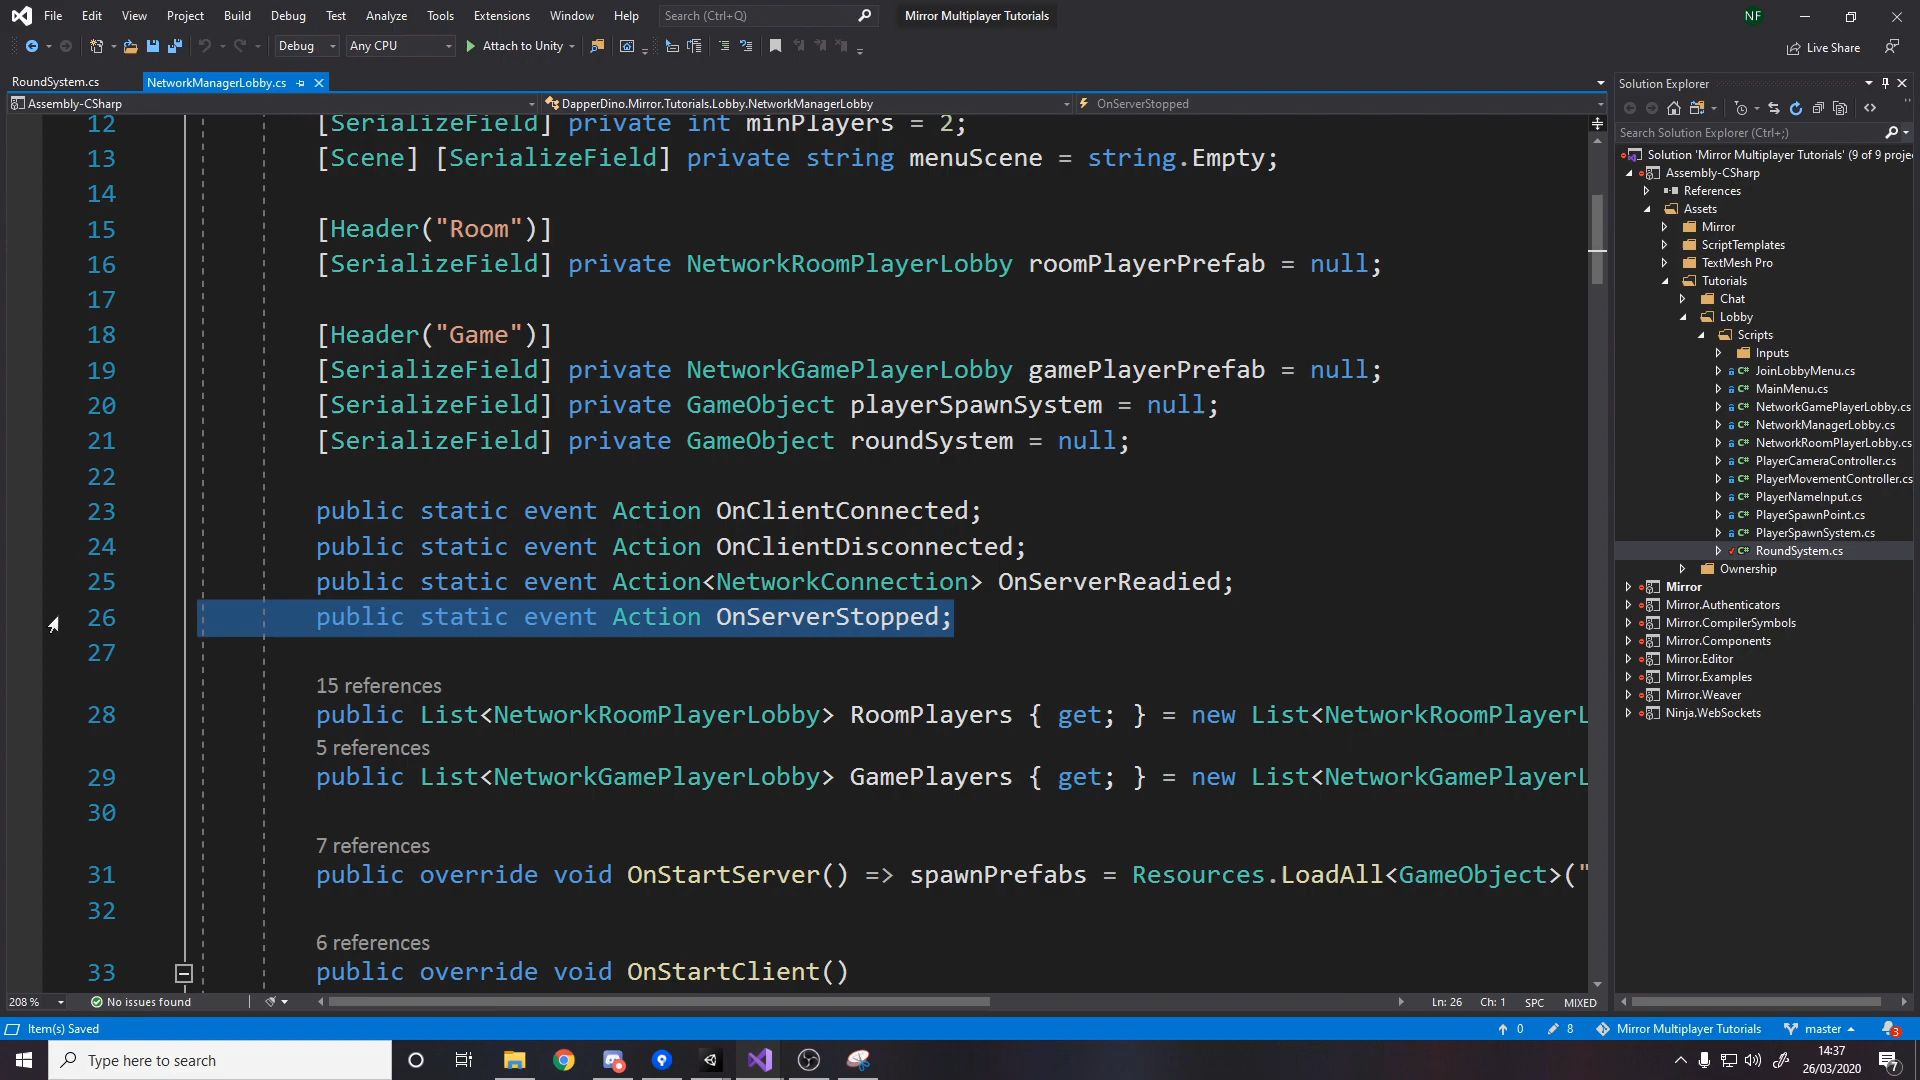 File Edit View Project Build Debug Test Analyze Tools Extensions Window Help Search (Ctrl+Q) Mirror Multiplayer Tutorials NF
Debug Any CPU Attach to Unity Live Share
RoundSystem.cs NetworkManagerLobby.cs
Assembly-CSharp DapperDino.Mirror.Tutorials.Lobby.NetworkManagerLobby OnServerStopped
12 [SerializeField] private int minPlayers = 2;
13 [Scene] [SerializeField] private string menuScene = string.Empty;
14
15 [Header("Room")]
16 [SerializeField] private NetworkRoomPlayerLobby roomPlayerPrefab = null;
17
18 [Header("Game")]
19 [SerializeField] private NetworkGamePlayerLobby gamePlayerPrefab = null;
20 [SerializeField] private GameObject playerSpawnSystem = null;
21 [SerializeField] private GameObject roundSystem = null;
22
23 public static event Action OnClientConnected;
24 public static event Action OnClientDisconnected;
25 public static event Action<NetworkConnection> OnServerReadied;
26 public static event Action OnServerStopped;
27
15 references
28 public List<NetworkRoomPlayerLobby> RoomPlayers { get; } = new List<NetworkRoomPlayerL
5 references
29 public List<NetworkGamePlayerLobby> GamePlayers { get; } = new List<NetworkGamePlayerL
30
7 references
31 public override void OnStartServer() => spawnPrefabs = Resources.LoadAll<GameObject>("
32
6 references
33 public override void OnStartClient()
208 % No issues found Ln: 26 Ch: 1 SPC MIXED
Solution Explorer
Search Solution Explorer (Ctrl+;)
Solution 'Mirror Multiplayer Tutorials' (9 of 9 proje
Assembly-CSharp
References
Assets
Mirror
ScriptTemplates
TextMesh Pro
Tutorials
Chat
Lobby
Scripts
Inputs
JoinLobbyMenu.cs
MainMenu.cs
NetworkGamePlayerLobby.cs
NetworkManagerLobby.cs
NetworkRoomPlayerLobby.cs
PlayerCameraController.cs
PlayerMovementController.cs
PlayerNameInput.cs
PlayerSpawnPoint.cs
PlayerSpawnSystem.cs
RoundSystem.cs
Ownership
Mirror
Mirror.Authenticators
Mirror.CompilerSymbols
Mirror.Components
Mirror.Editor
Mirror.Examples
Mirror.Weaver
Ninja.WebSockets
Item(s) Saved 0 8 Mirror Multiplayer Tutorials master 3
Type here to search 14:37
26/03/2020 7